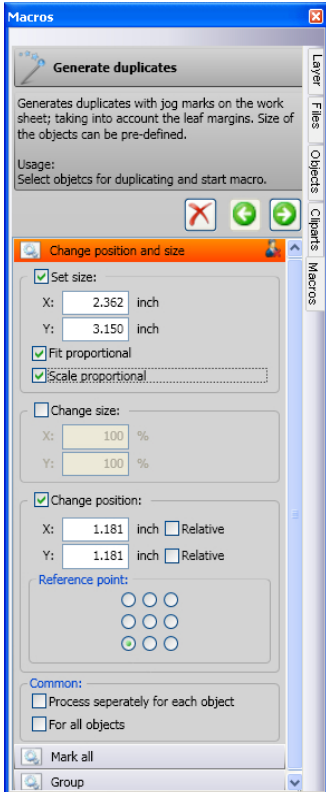 Macros
Generate duplicates
Generates duplicates with jog marks on the work
sheet; taking into account the leaf margins. Size of
the objects can be pre-defined.
Usage:
Select objetcs for duplicating and start macro.
Layer
Files
Objects
Cliparts
Macros
Change position and size
Set size:
X: 2.362 inch
Y: 3.150 inch
Fit proportional
Scale proportional
Change size:
X: 100 %
Y: 100 %
Change position:
X: 1.181 inch Relative
Y: 1.181 inch Relative
Reference point:
Common:
Process seperately for each object
For all objects
Mark all
Group